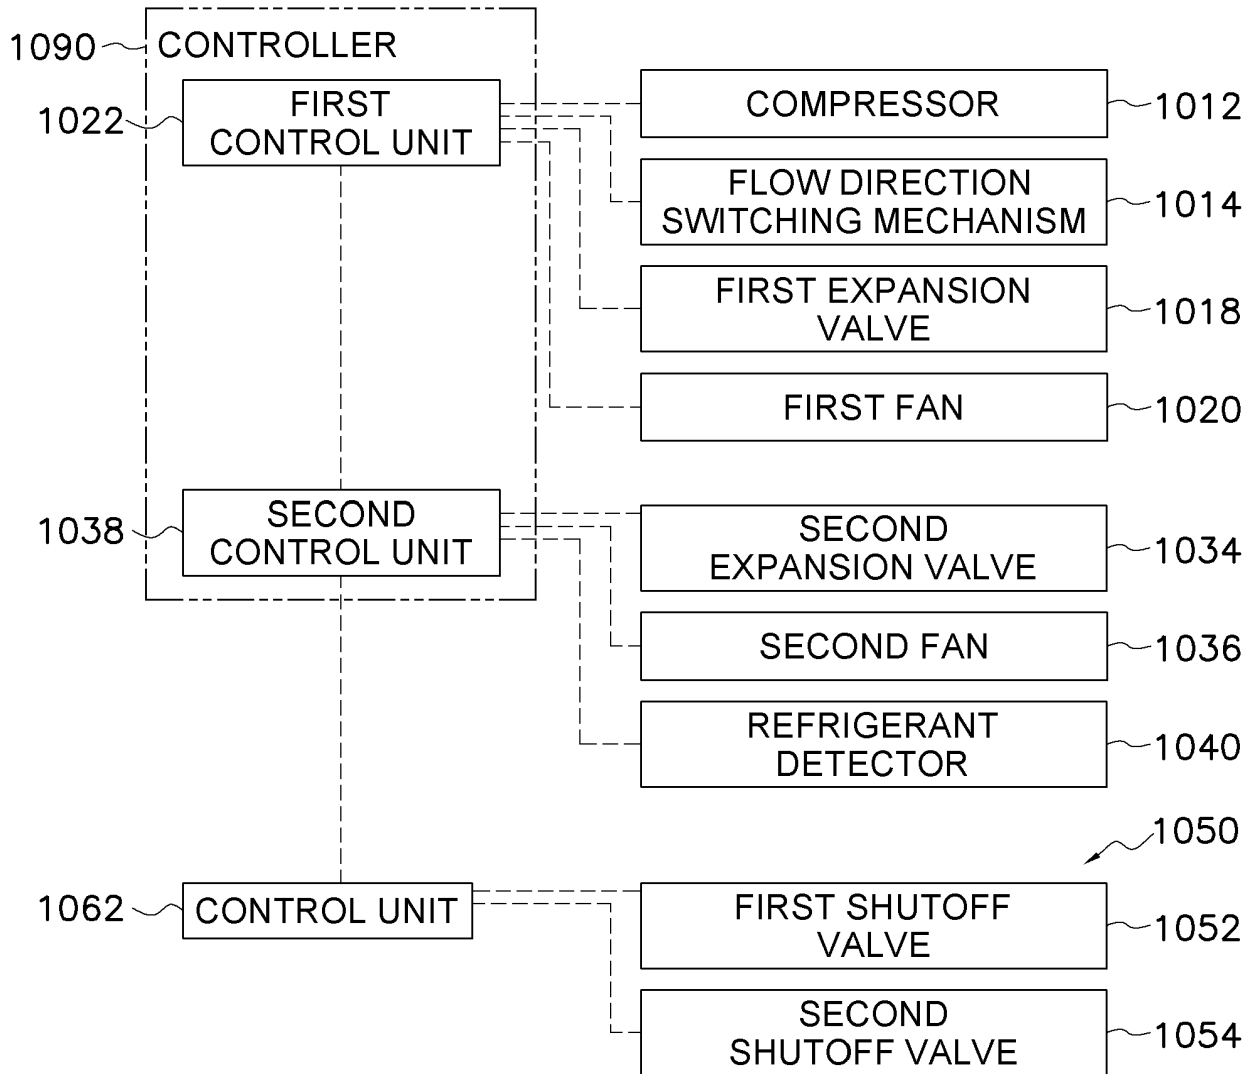 1090 CONTROLLER
1022
FIRST
CONTROL UNIT
COMPRESSOR
1012
FLOW DIRECTION
SWITCHING MECHANISM
1014
FIRST EXPANSION
VALVE
1018
FIRST FAN
1020
1038
SECOND
CONTROL UNIT
SECOND
EXPANSION VALVE
1034
SECOND FAN
1036
REFRIGERANT
DETECTOR
1040
1050
1062
CONTROL UNIT
FIRST SHUTOFF
VALVE
1052
SECOND
SHUTOFF VALVE
1054